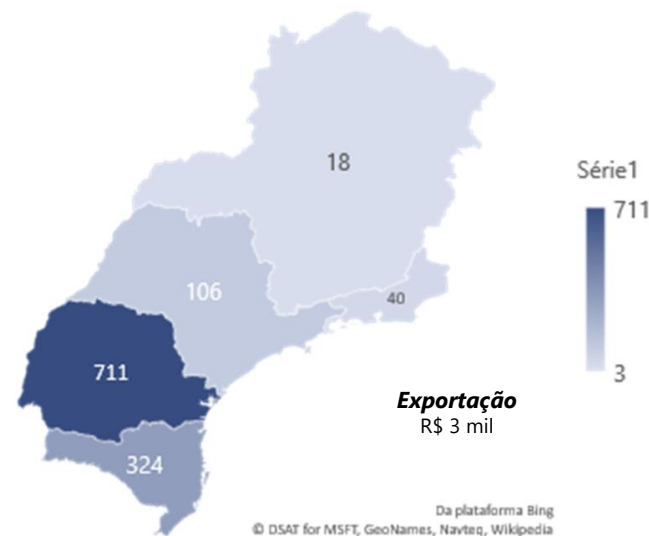 18
Série1
711
106
40
711
3
Exportação
R$ 3 mil
324
Da plataforma Bing
© DSAT for MSFT, GeoNames, Navteq, Wikipedia